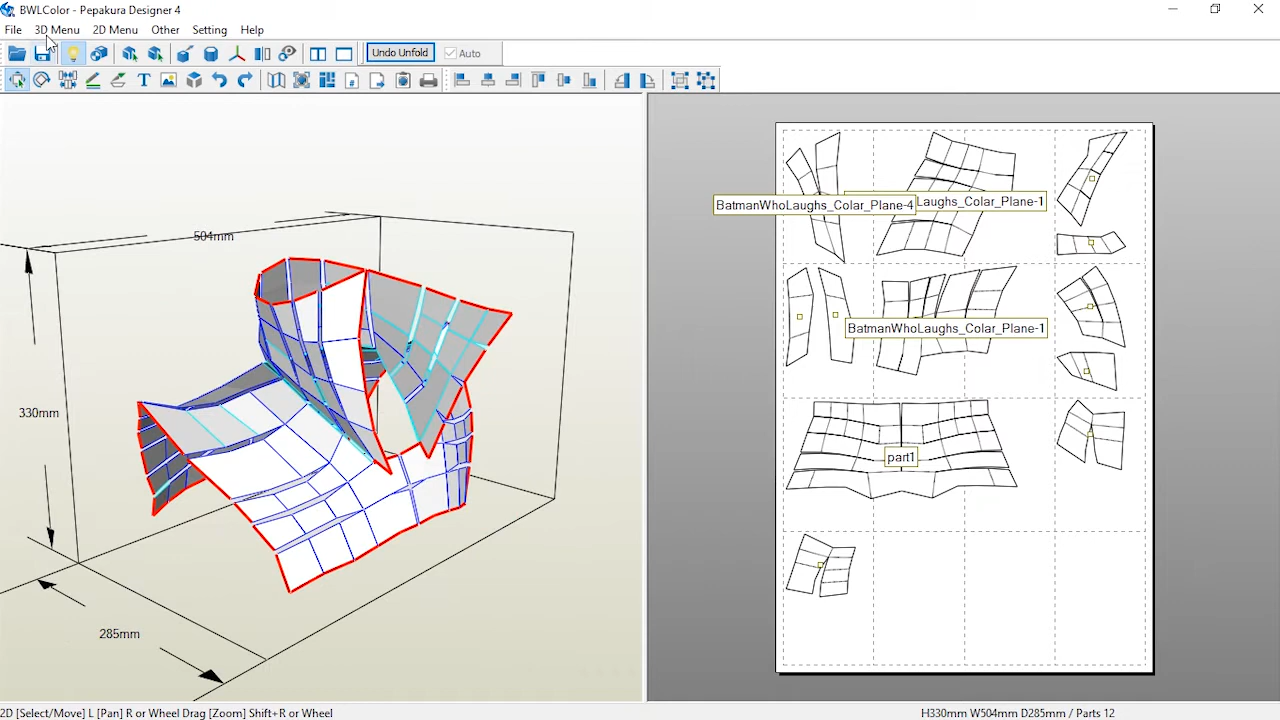 BWLColor - Pepakura Designer 4
File 3D Menu 2D Menu Other Setting Help
Undo Unfold Auto
504mm
330mm
285mm
BatmanWhoLaughs_Colar_Plane-4
Laughs_Colar_Plane-1
BatmanWhoLaughs_Colar_Plane-1
part1
2D [Select/Move] L [Pan] R or Wheel Drag [Zoom] Shift+R or Wheel
H330mm W504mm D285mm / Parts 12